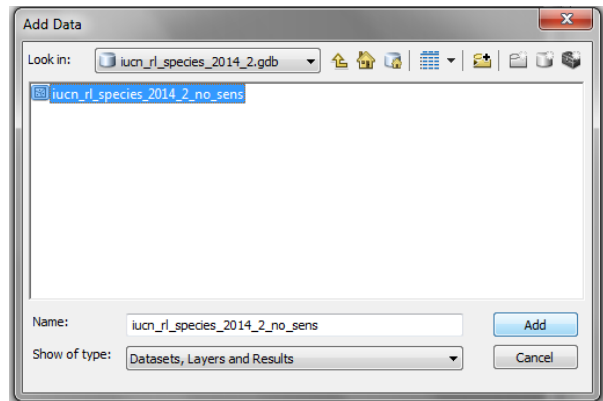 Add Data
Look in: iucn_rl_species_2014_2.gdb
iucn_rl_species_2014_2_no_sens
Name: iucn_rl_species_2014_2_no_sens Add
Show of type: Datasets, Layers and Results Cancel